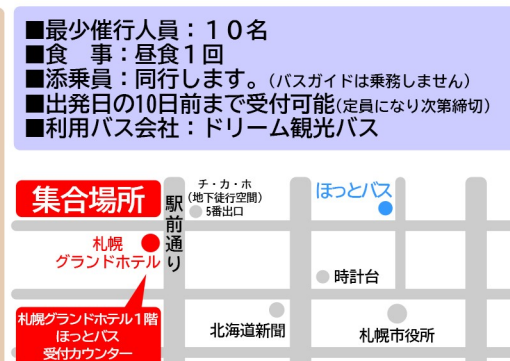 ■最少催行人員：１０名
■食　事：昼食１回
■添乗員：同行します。(バスガイドは乗務しません)
■出発日の10日前まで受付可能(定員になり次第締切)
■利用バス会社：ドリーム観光バス
集合場所
駅前通り
チ・カ・ホ
(地下徒行空間)
5番出口
ほっとバス
札幌
グランドホテル
時計台
札幌グランドホテル１階
ほっとバス
受付カウンター
北海道新聞
札幌市役所